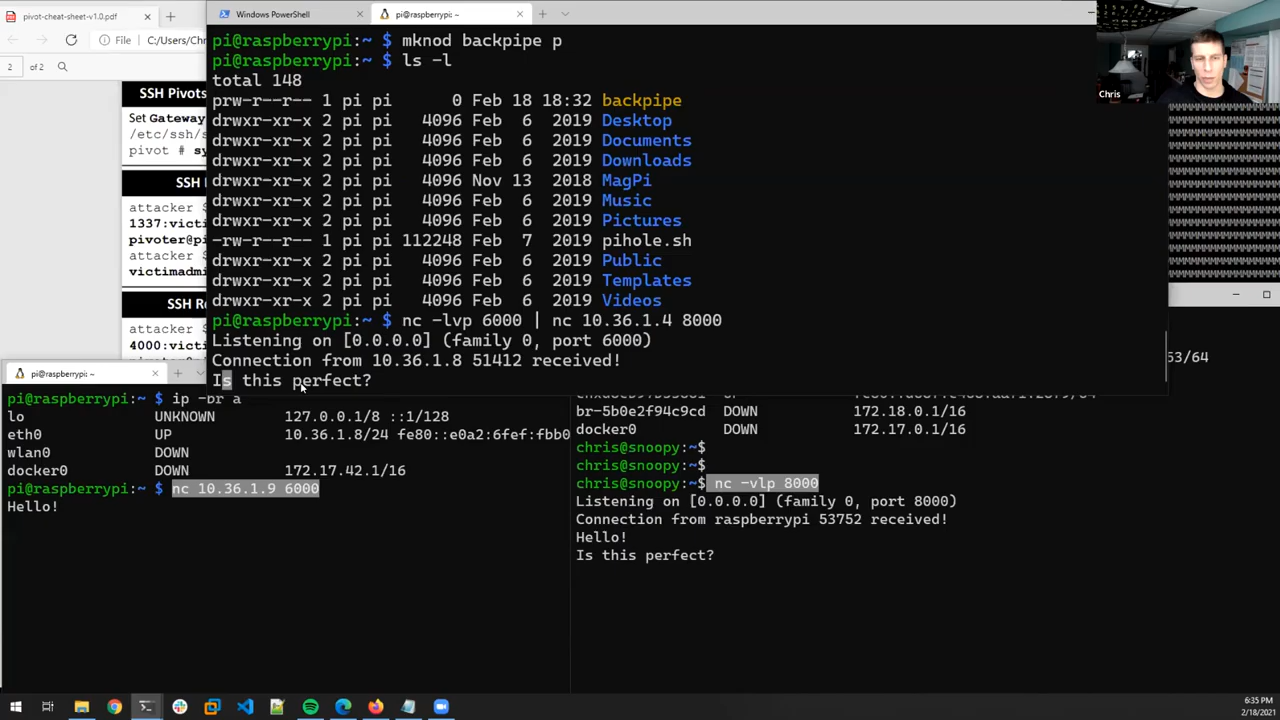 pivot-cheat-sheet-v1.0.pdf
C:/Users/Chr
2 of 2
SSH Pivots
Set Gateway
/etc/ssh/s
pivot # sy
attacker $
1337:victi
pivoter@pi
attacker $
victimadmi
SSH Re
attacker $
4000:victi
Windows PowerShell
pi@raspberrypi: ~
pi@raspberrypi:~ $ mknod backpipe p
pi@raspberrypi:~ $ ls -l
total 148
prw-r--r-- 1 pi pi 0 Feb 18 18:32 backpipe
drwxr-xr-x 2 pi pi 4096 Feb 6 2019 Desktop
drwxr-xr-x 2 pi pi 4096 Feb 6 2019 Documents
drwxr-xr-x 2 pi pi 4096 Feb 6 2019 Downloads
drwxr-xr-x 2 pi pi 4096 Nov 13 2018 MagPi
drwxr-xr-x 2 pi pi 4096 Feb 6 2019 Music
drwxr-xr-x 2 pi pi 4096 Feb 6 2019 Pictures
-rw-r--r-- 1 pi pi 112248 Feb 7 2019 pihole.sh
drwxr-xr-x 2 pi pi 4096 Feb 6 2019 Public
drwxr-xr-x 2 pi pi 4096 Feb 6 2019 Templates
drwxr-xr-x 2 pi pi 4096 Feb 6 2019 Videos
pi@raspberrypi:~ $ nc -lvp 6000 | nc 10.36.1.4 8000
Listening on [0.0.0.0] (family 0, port 6000)
Connection from 10.36.1.8 51412 received!
Is this perfect?
Chris
pi@raspberrypi: ~
pi@raspberrypi:~ $ ip -br a
lo UNKNOWN 127.0.0.1/8 ::1/128
eth0 UP 10.36.1.8/24 fe80::e0a2:6fef:fbb0
wlan0 DOWN
docker0 DOWN 172.17.42.1/16
pi@raspberrypi:~ $ nc 10.36.1.9 6000
Hello!
53/64
br-5b0e2f94c9cd DOWN 172.18.0.1/16
docker0 DOWN 172.17.0.1/16
chris@snoopy:~$
chris@snoopy:~$
chris@snoopy:~$ nc -vlp 8000
Listening on [0.0.0.0] (family 0, port 8000)
Connection from raspberrypi 53752 received!
Hello!
Is this perfect?
6:35 PM
2/18/2021